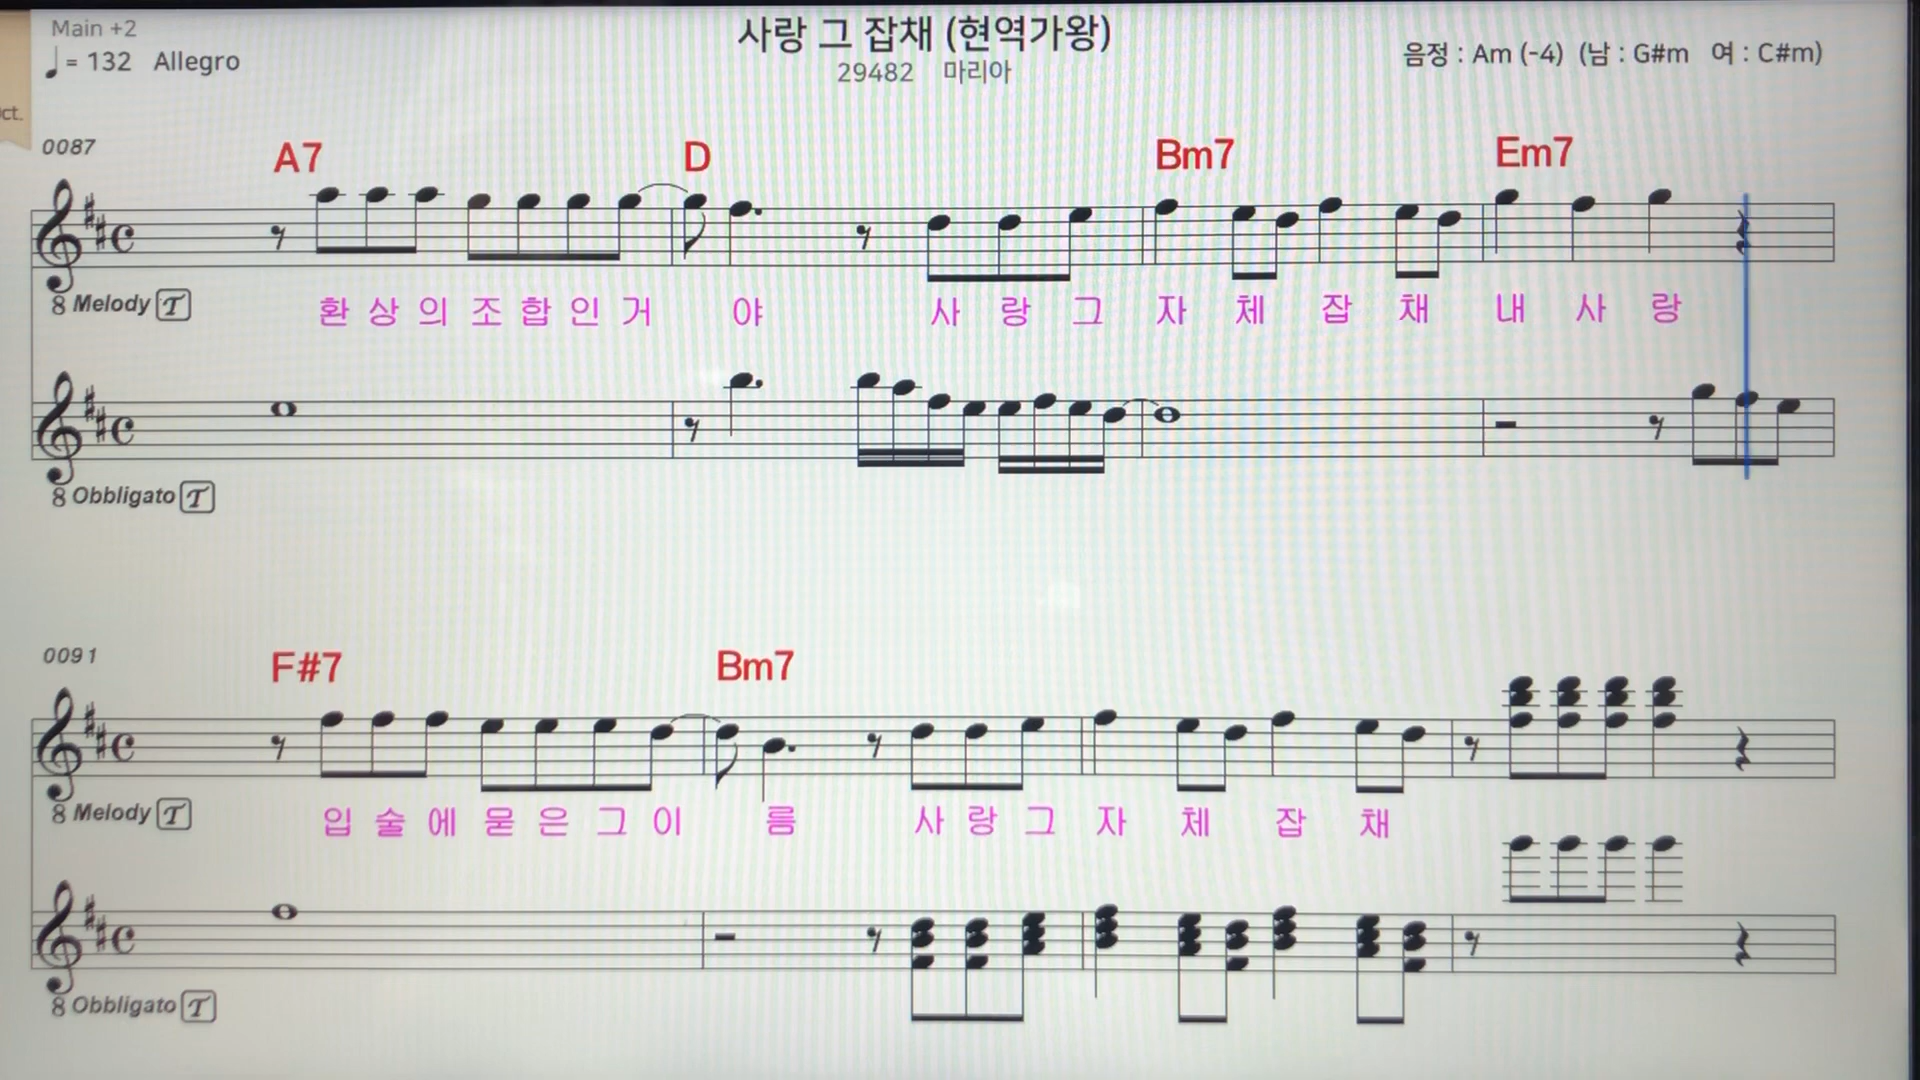 Main +2
♩= 132 Allegro
사랑 그 잡채 (현역가왕)
29482 마리아
음정 : Am (-4) (남 : G#m 여 : C#m)
ct.
0087
A7 D Bm7 Em7
8 Melody T
환 상 의 조 합 인 거 야 사 랑 그 자 체 잡 채 내 사 랑
8 Obbligato T
0091
F#7 Bm7
8 Melody T
입 술 에 묻 은 그 이 름 사 랑 그 자 체 잡 채
8 Obbligato T